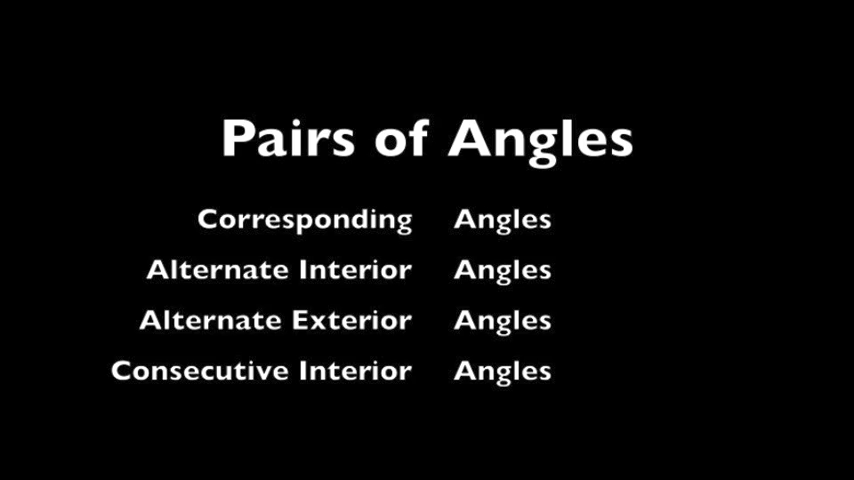 Pairs of Angles
Corresponding Angles
Alternate Interior Angles
Alternate Exterior Angles
Consecutive Interior Angles